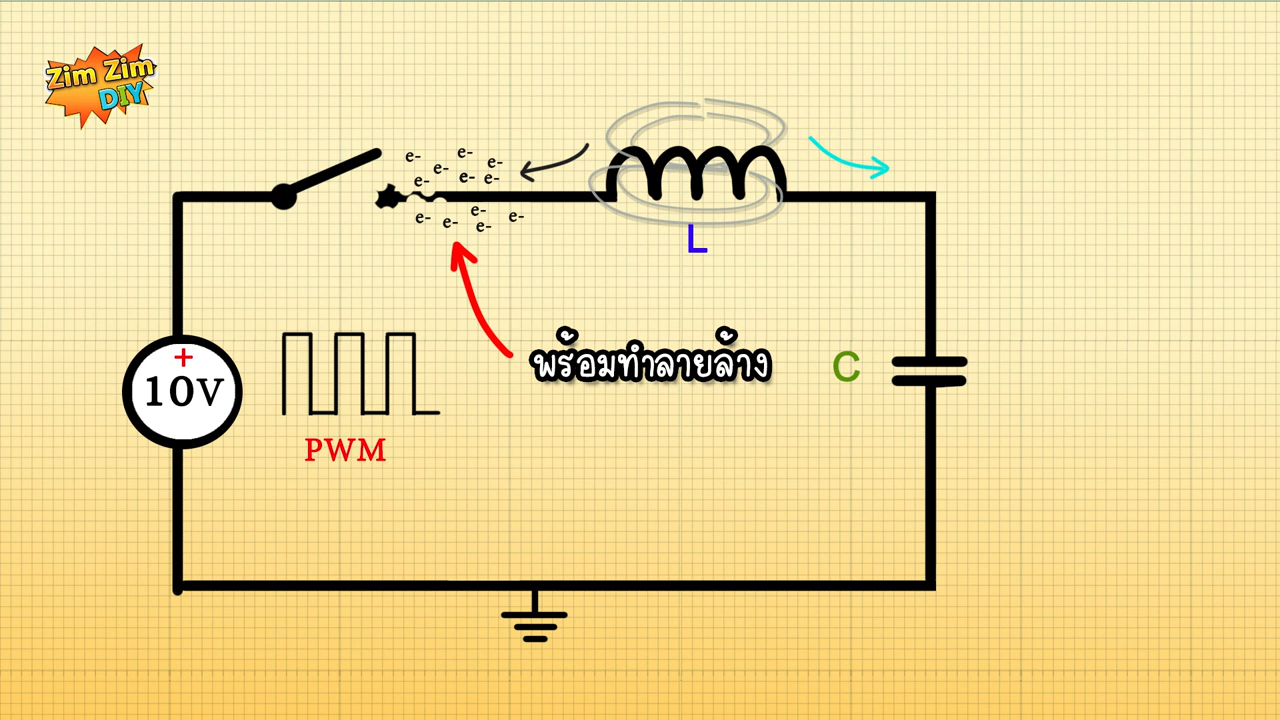 Zim Zim
DIY
e- e- e- e- e- e- e- e-
e- e- e- e- e-
L
10V
+
PWM
พร้อมทำลายล้าง
C